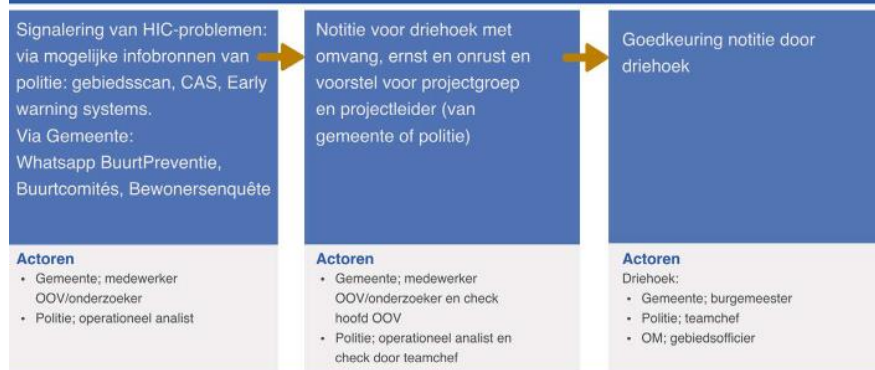 Signalering van HIC-problemen:
via mogelijke infobronnen van
politie: gebiedsscan, CAS, Early
warning systems.
Via Gemeente:
Whatsapp BuurtPreventie,
Buurtcomités, Bewonersenquête
Actoren
• Gemeente; medewerker
OOV/onderzoeker
• Politie; operationeel analist
Notitie voor driehoek met
omvang, ernst en onrust en
voorstel voor projectgroep
en projectleider (van
gemeente of politie)
Actoren
• Gemeente; medewerker
OOV/onderzoeker en check
hoofd OOV
• Politie; operationeel analist en
check door teamchef
Goedkeuring notitie door
driehoek
Actoren
Driehoek:
• Gemeente; burgemeester
• Politie; teamchef
• OM; gebiedsofficier